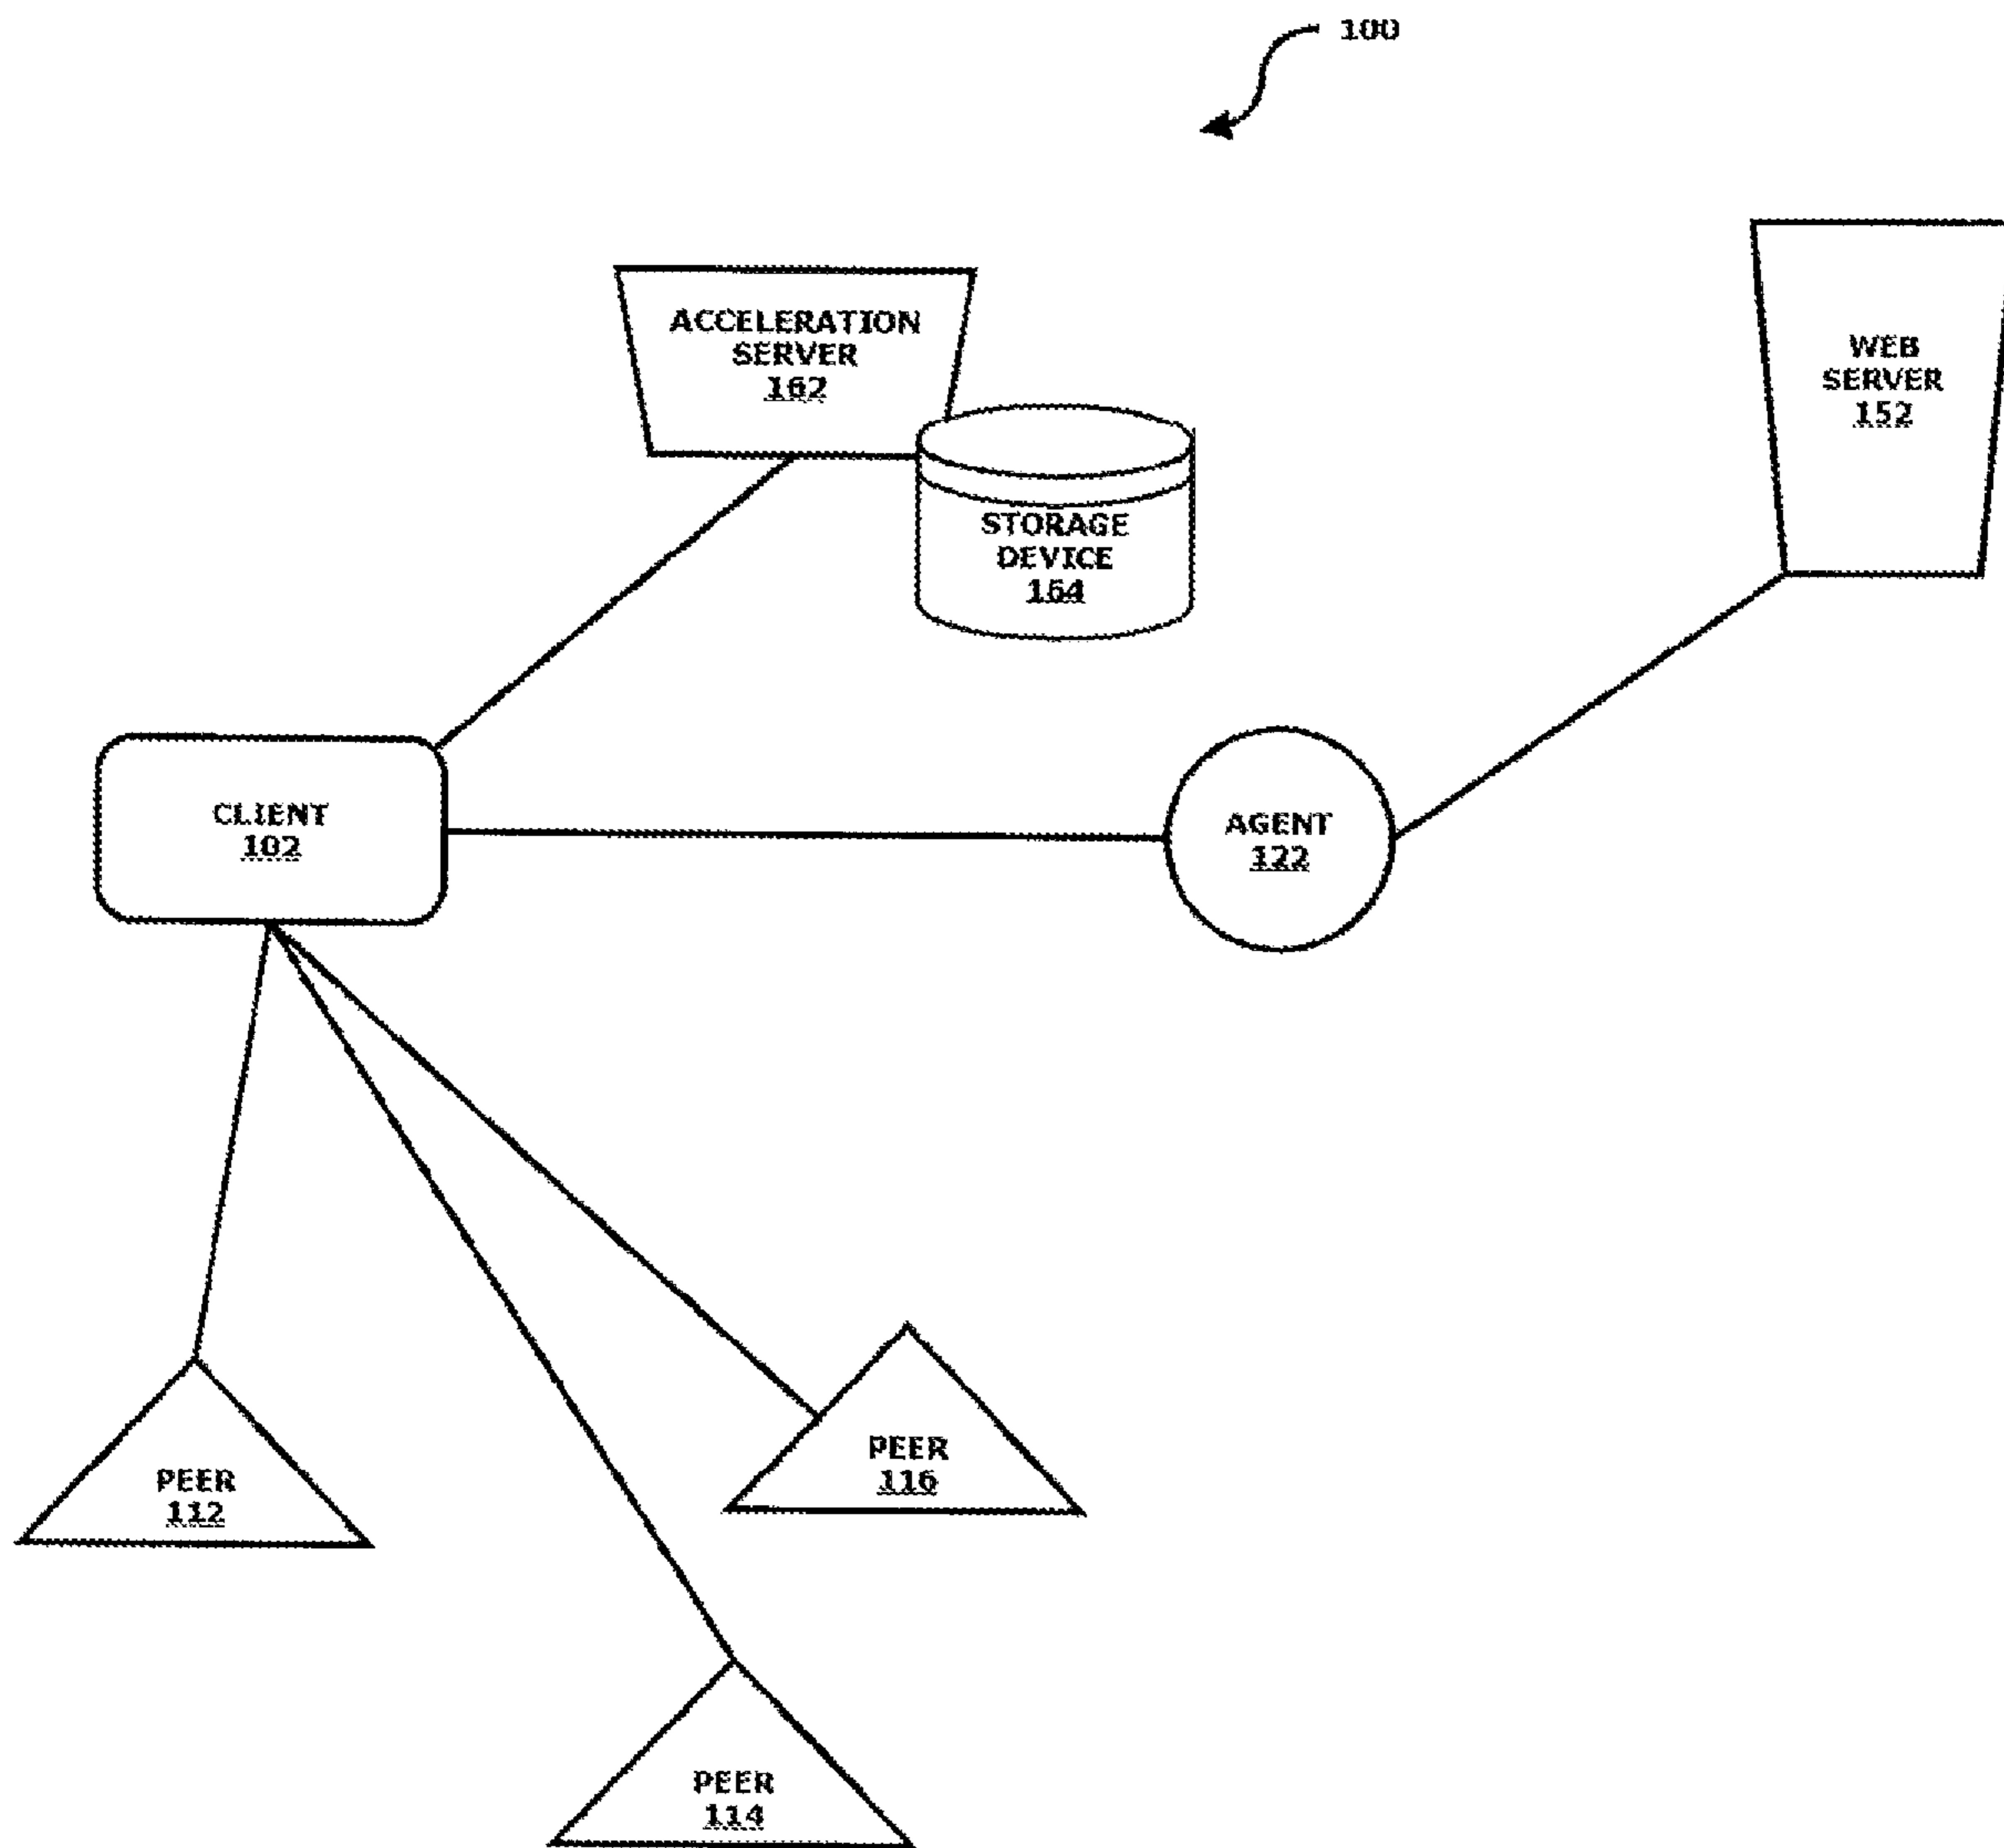 100
ACCELERATION
SERVER
162
WEB
SERVER
152
STORAGE
DEVICE
164
CLIENT
102
AGENT
122
PEER
116
PEER
112
PEER
114